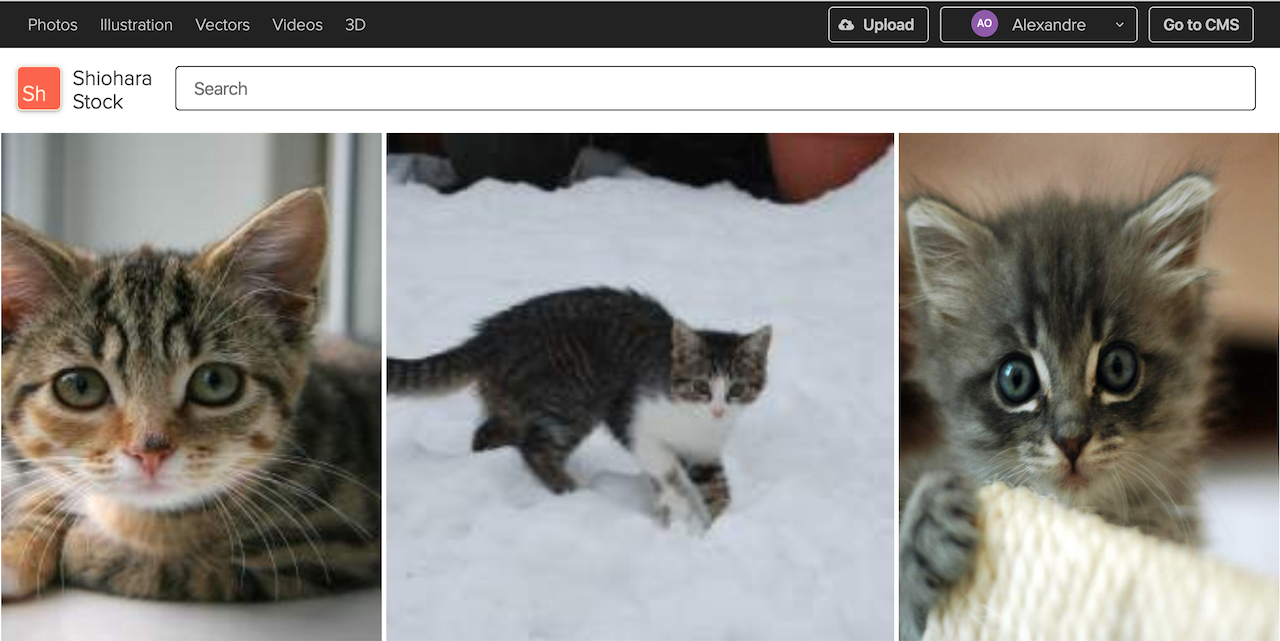 Photos Illustration Vectors Videos 3D Upload AO Alexandre Go to CMS
Sh Shiohara
Stock
Search